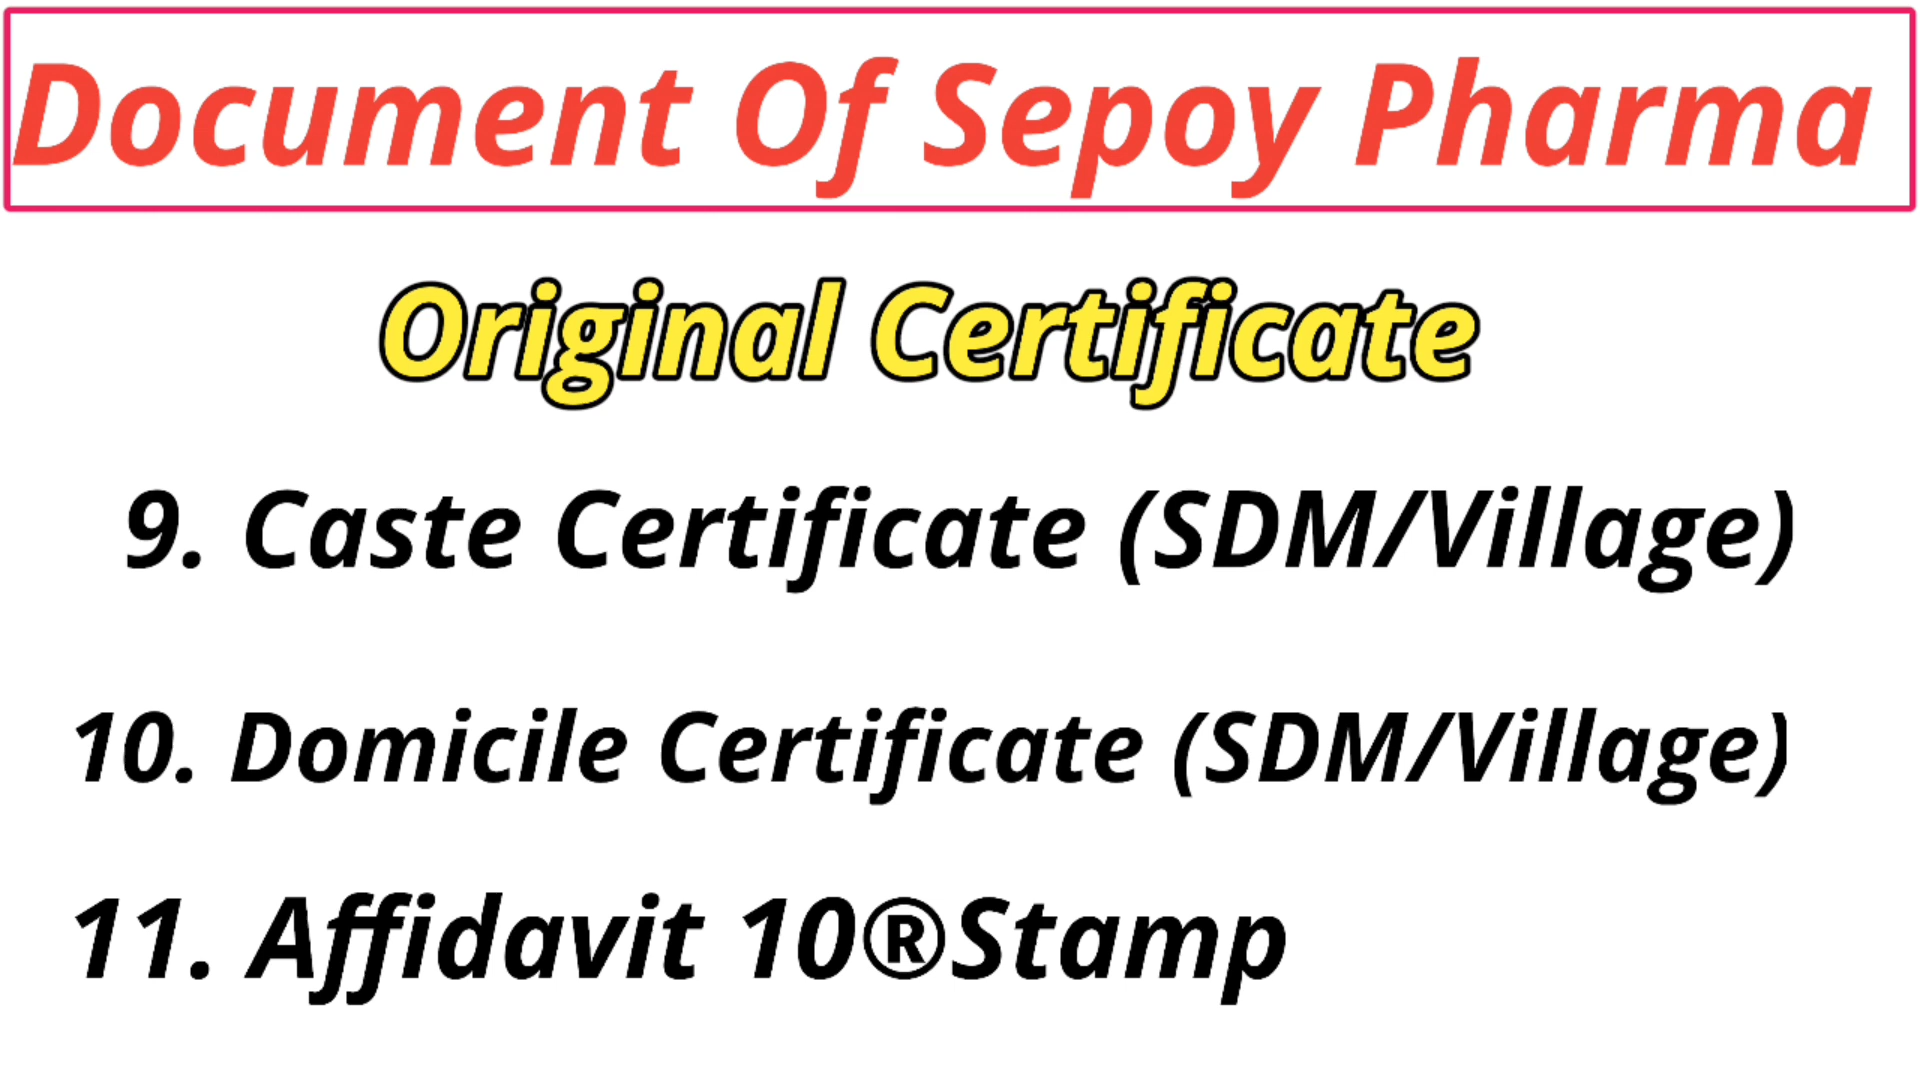 Document Of Sepoy Pharma
Original Certificate
9. Caste Certificate (SDM/Village)
10. Domicile Certificate (SDM/Village)
11. Affidavit 10®Stamp